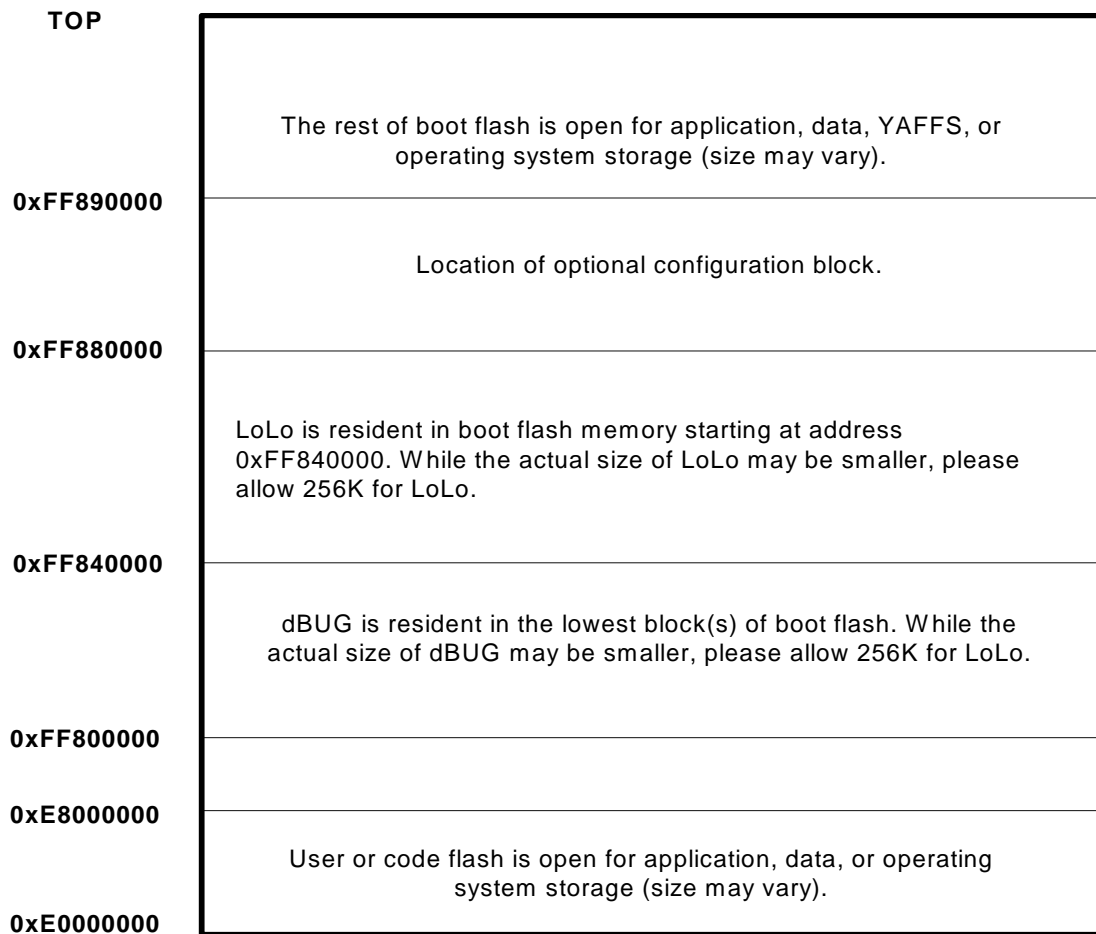 TOP
The rest of boot flash is open for application, data, YAFFS, or
operating system storage (size may vary).
0xFF890000
Location of optional configuration block.
0xFF880000
LoLo is resident in boot flash memory starting at address
0xFF840000. While the actual size of LoLo may be smaller, please
allow 256K for LoLo.
0xFF840000
dBUG is resident in the lowest block(s) of boot flash. While the
actual size of dBUG may be smaller, please allow 256K for LoLo.
0xFF800000
0xE8000000
User or code flash is open for application, data, or operating
system storage (size may vary).
0xE0000000